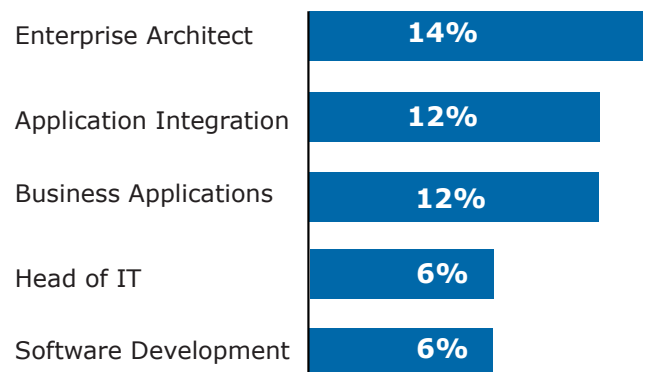 Enterprise Architect 14%
Application Integration 12%
Business Applications 12%
Head of IT 6%
Software Development 6%